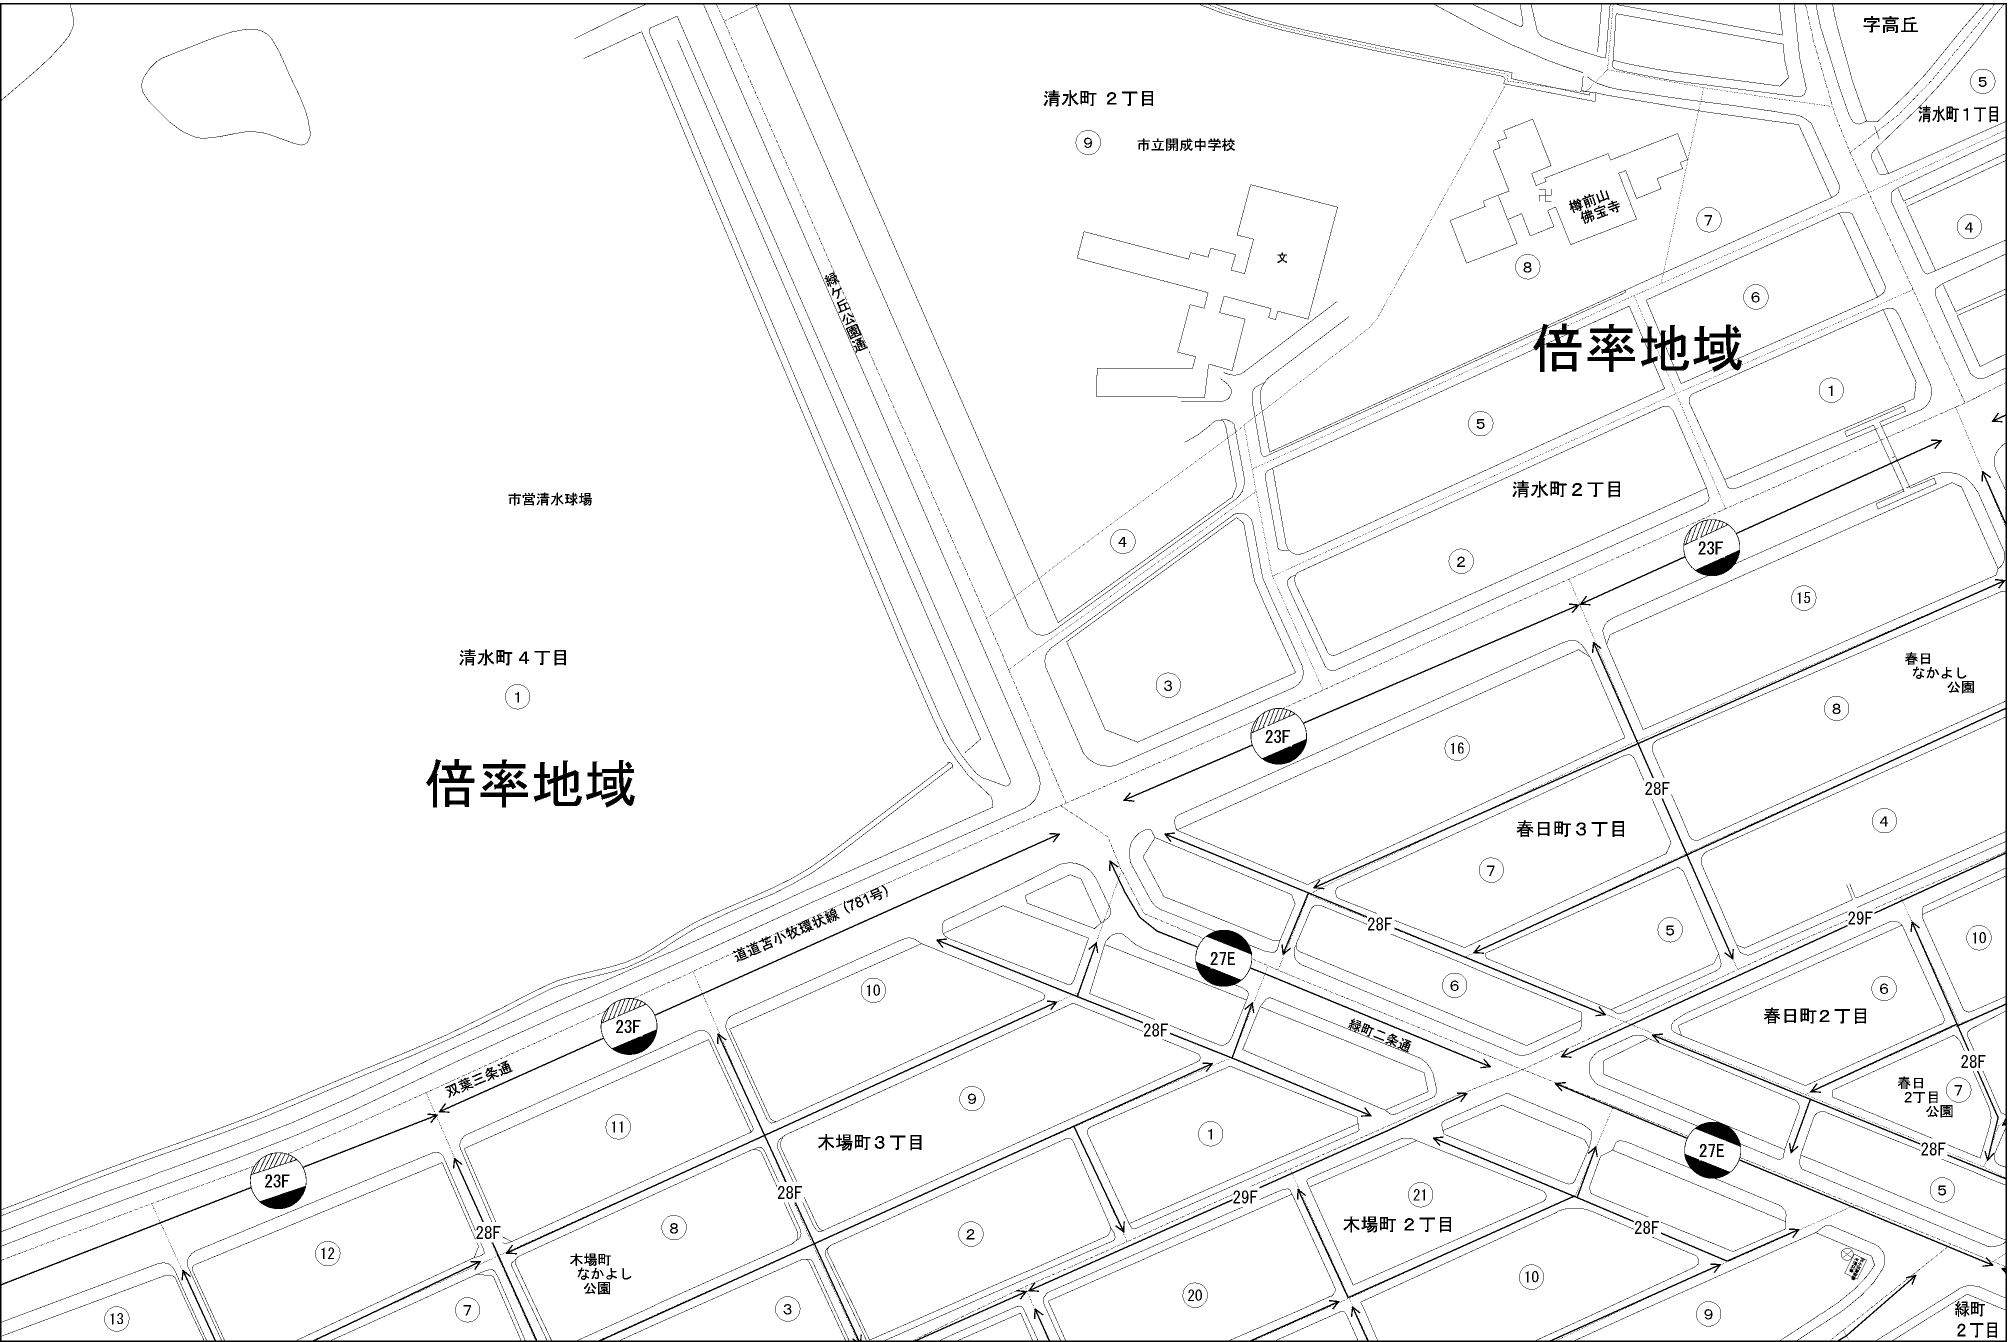 字高丘
⑤
清水町1丁目
清水町 2丁目
⑨
市立開成中学校
卍
樽前山
佛宝寺
⑦
④
⑧
文
⑥
緑ケ丘公園通
倍率地域
①
⑤
市営清水球場
清水町2丁目
④
②
23F
⑮
清水町4丁目
①
③
春日
なかよし
公園
⑧
23F
⑯
倍率地域
28F
春日町3丁目
④
⑦
道道苫小牧環状線(781号)
28F
29F
⑤
⑩
27E
⑥
⑩
⑥
春日町2丁目
23F
28F
緑町二条通
28F
双葉三条通
春日
2丁目
公園
⑦
⑨
⑪
木場町3丁目
①
27E
28F
23F
28F
29F
㉑
⑤
木場町 2丁目
28F
28F
⑧
②
⑫
木場町
なかよし
公園
⑩
⑬
⑦
③
⑳
⑨
緑町
2丁目